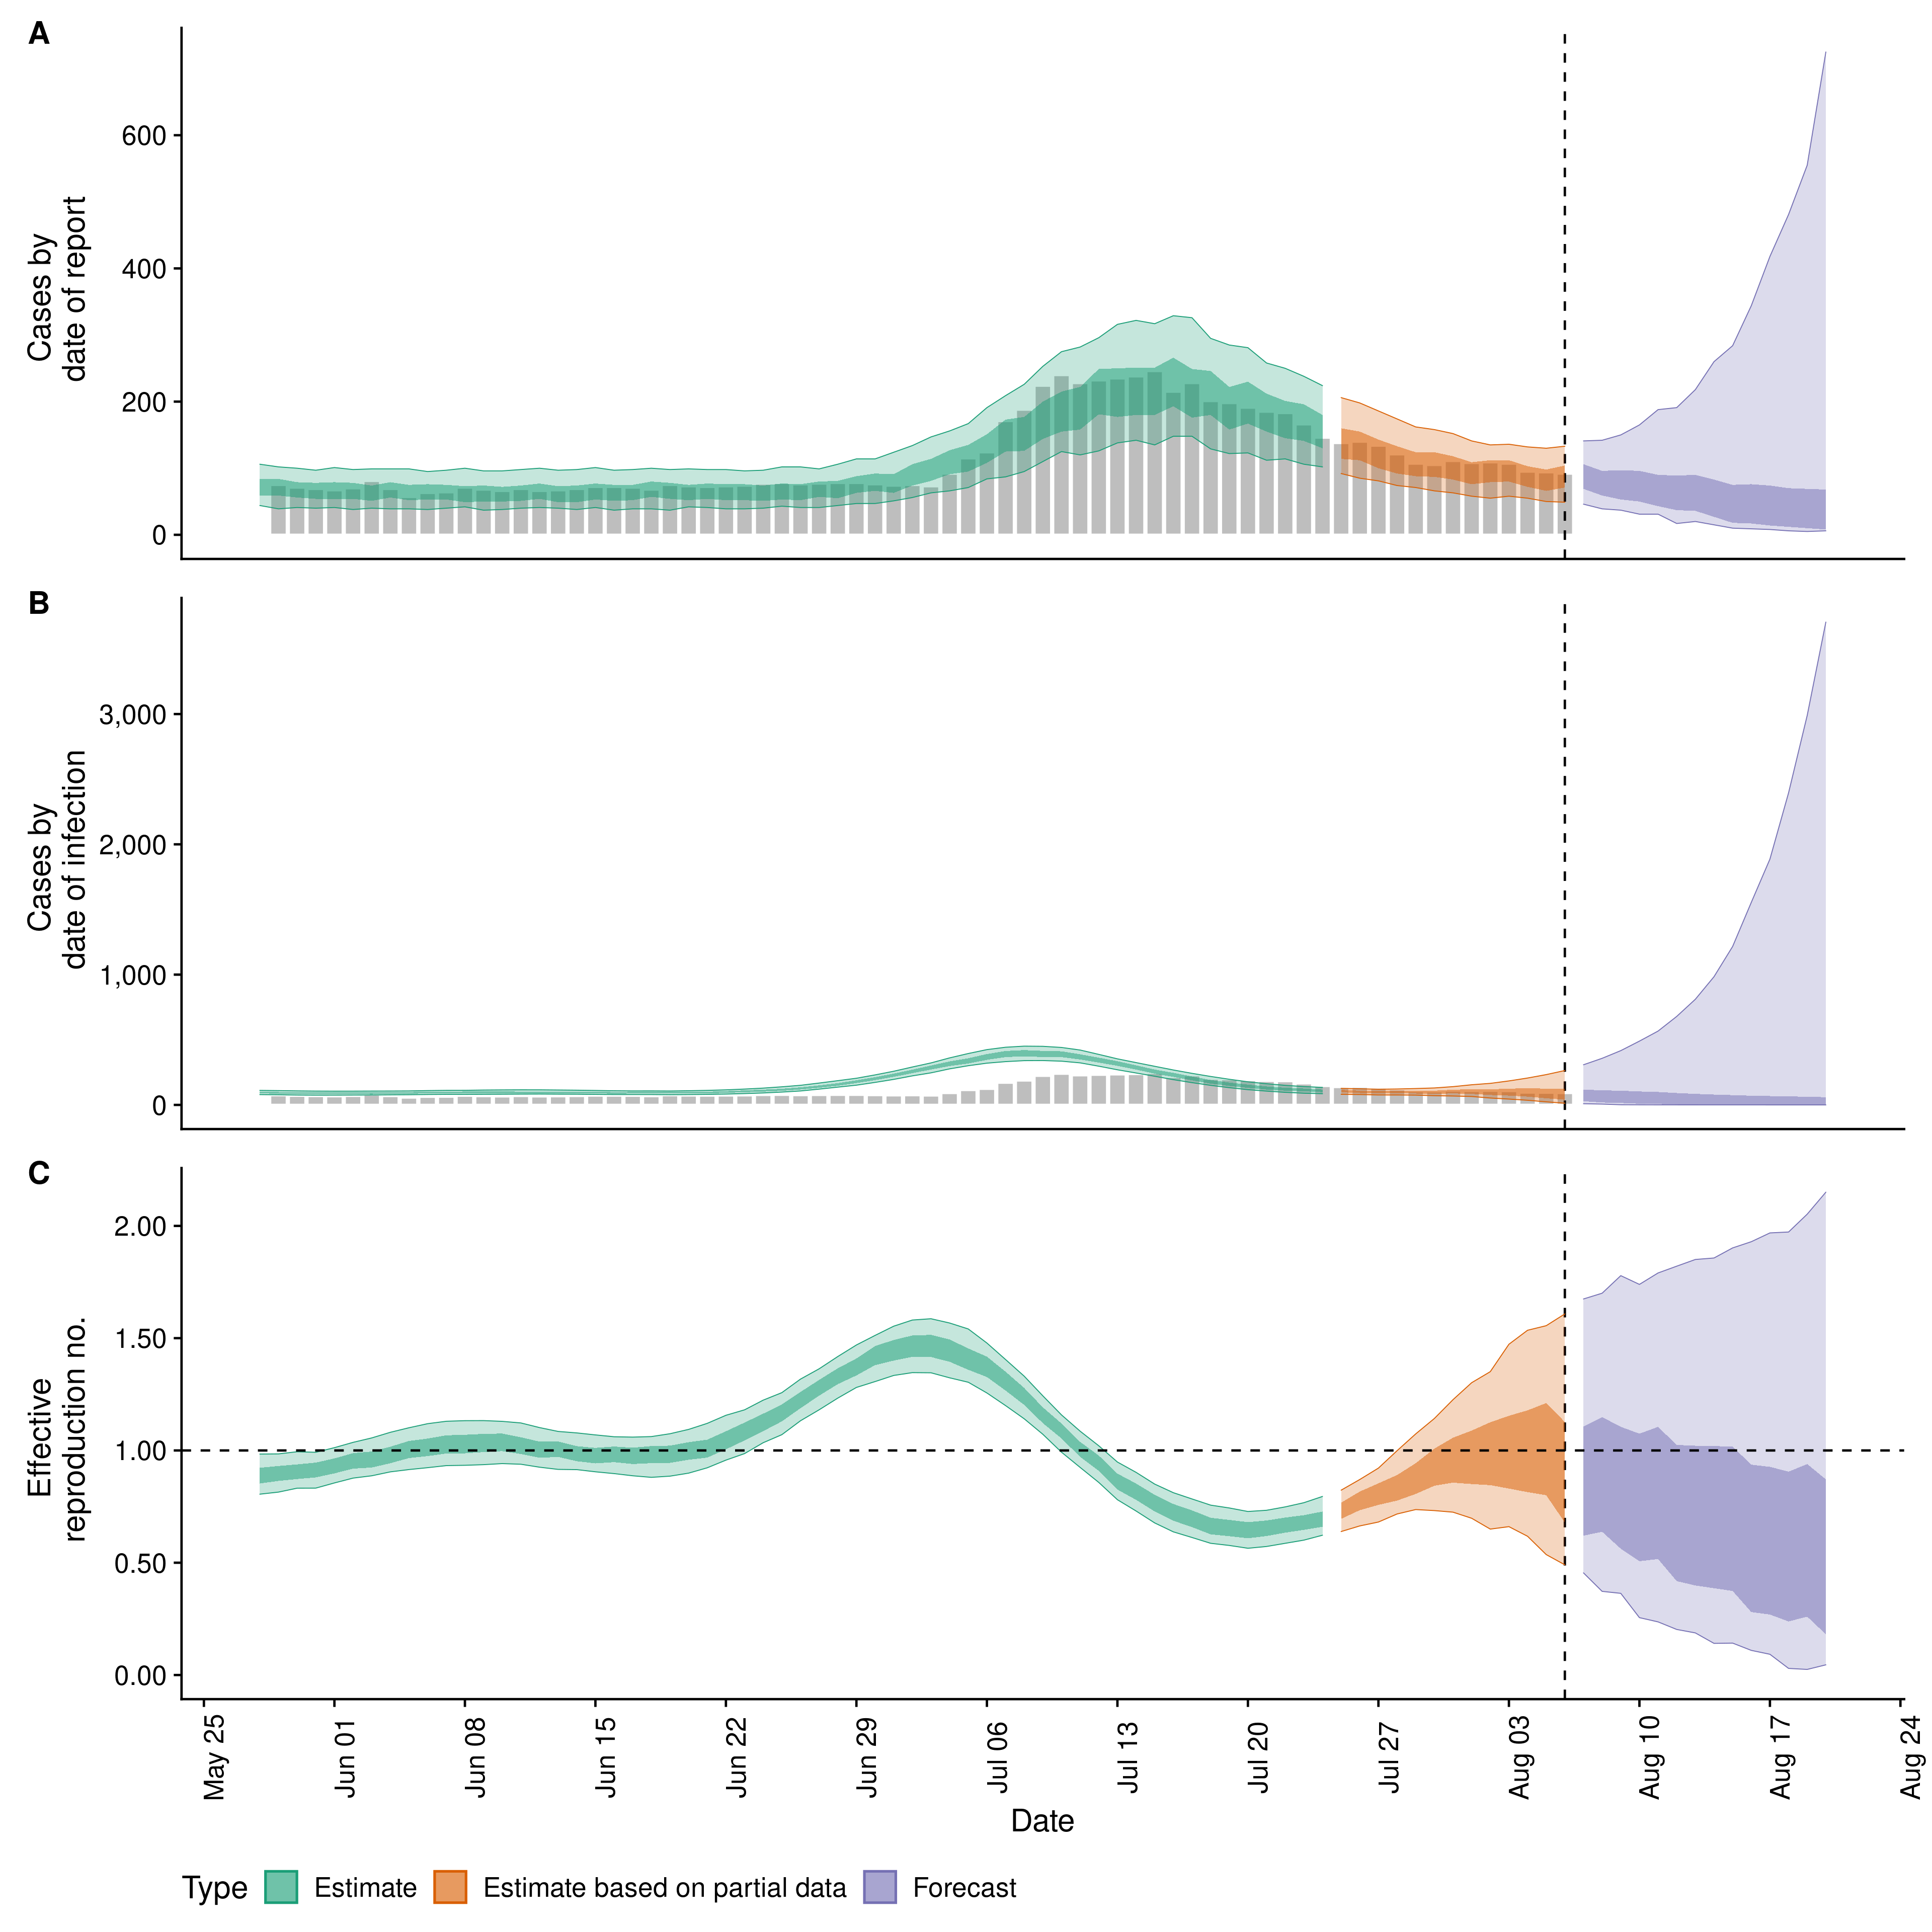 A
Cases by
date of report
600
400
200
0
B
Cases by
date of infection
3,000
2,000
1,000
0
C
Effective
reproduction no.
2.00
1.50
1.00
0.50
0.00
May 25
Jun 01
Jun 08
Jun 15
Jun 22
Jun 29
Jul 06
Jul 13
Jul 20
Jul 27
Aug 03
Aug 10
Aug 17
Aug 24
Date
Type Estimate Estimate based on partial data Forecast